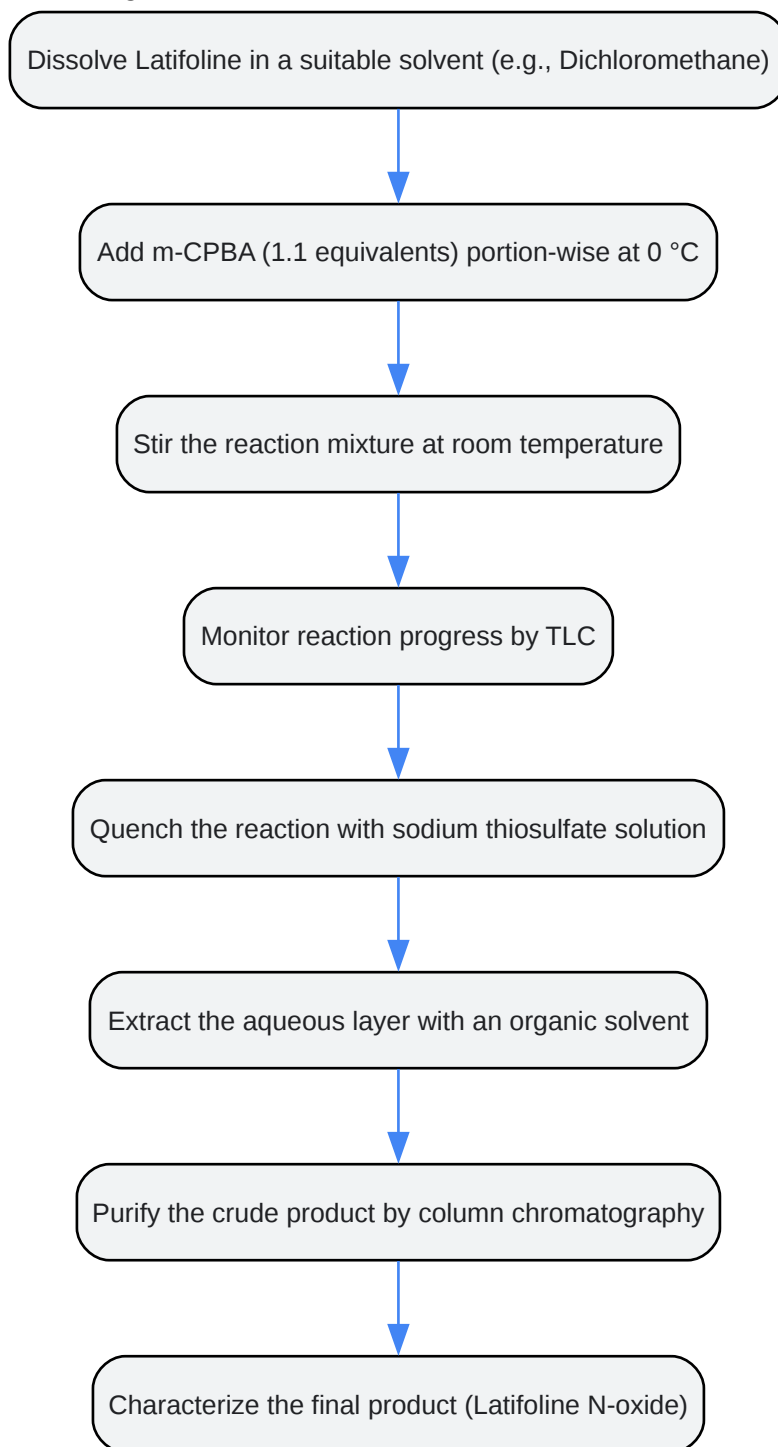 Dissolve Latifoline in a suitable solvent (e.g., Dichloromethane)
Add m-CPBA (1.1 equivalents) portion-wise at 0 °C
Stir the reaction mixture at room temperature
Monitor reaction progress by TLC
Quench the reaction with sodium thiosulfate solution
Extract the aqueous layer with an organic solvent
Purify the crude product by column chromatography
Characterize the final product (Latifoline N-oxide)